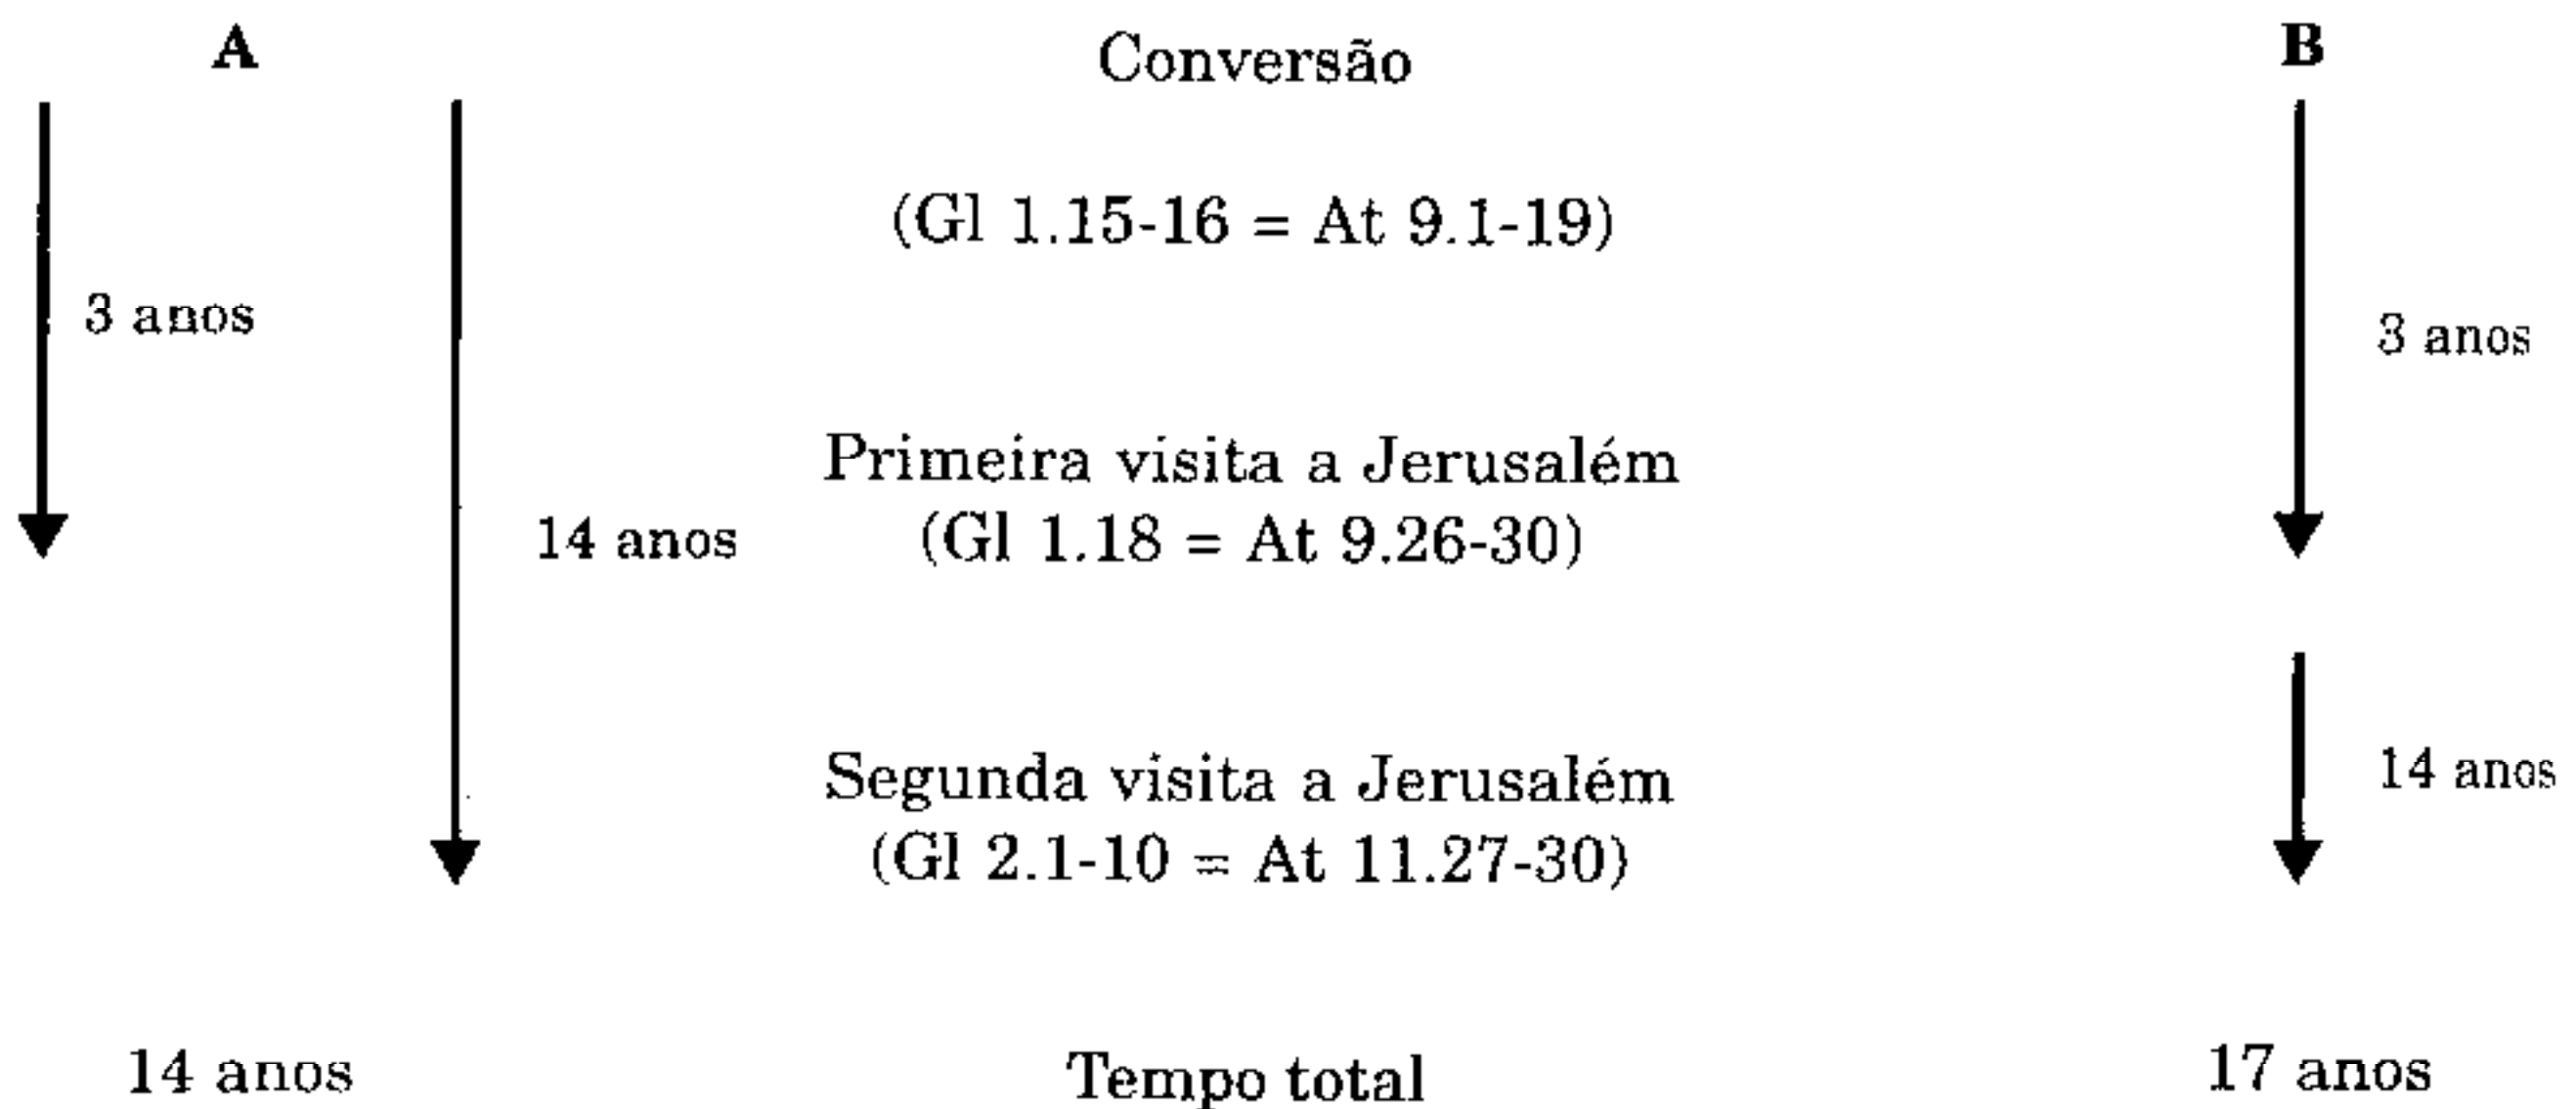 A
Conversão
B
(Gl 1.15-16 = At 9.1-19)
3 anos
3 anos
Primeira visita a Jerusalém
14 anos
(Gl 1.18 = At 9.26-30)
Segunda visita a Jerusalém
14 anos
(Gl 2.1-10 = At 11.27-30)
14 anos
Tempo total
17 anos